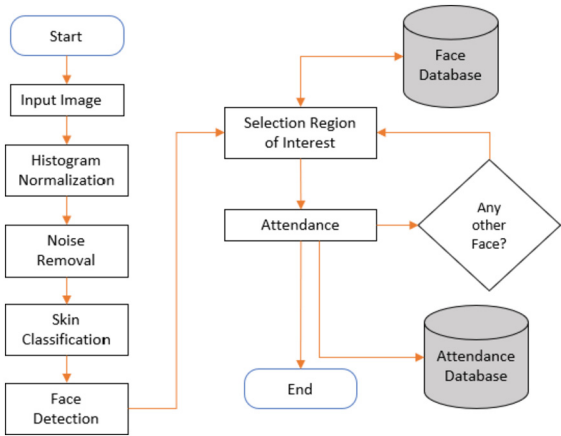 Start
Input Image
Histogram
Normalization
Noise
Removal
Skin
Classification
Face
Detection
Selection Region
of Interest
Attendance
End
Face
Database
Any
other
Face?
Attendance
Database